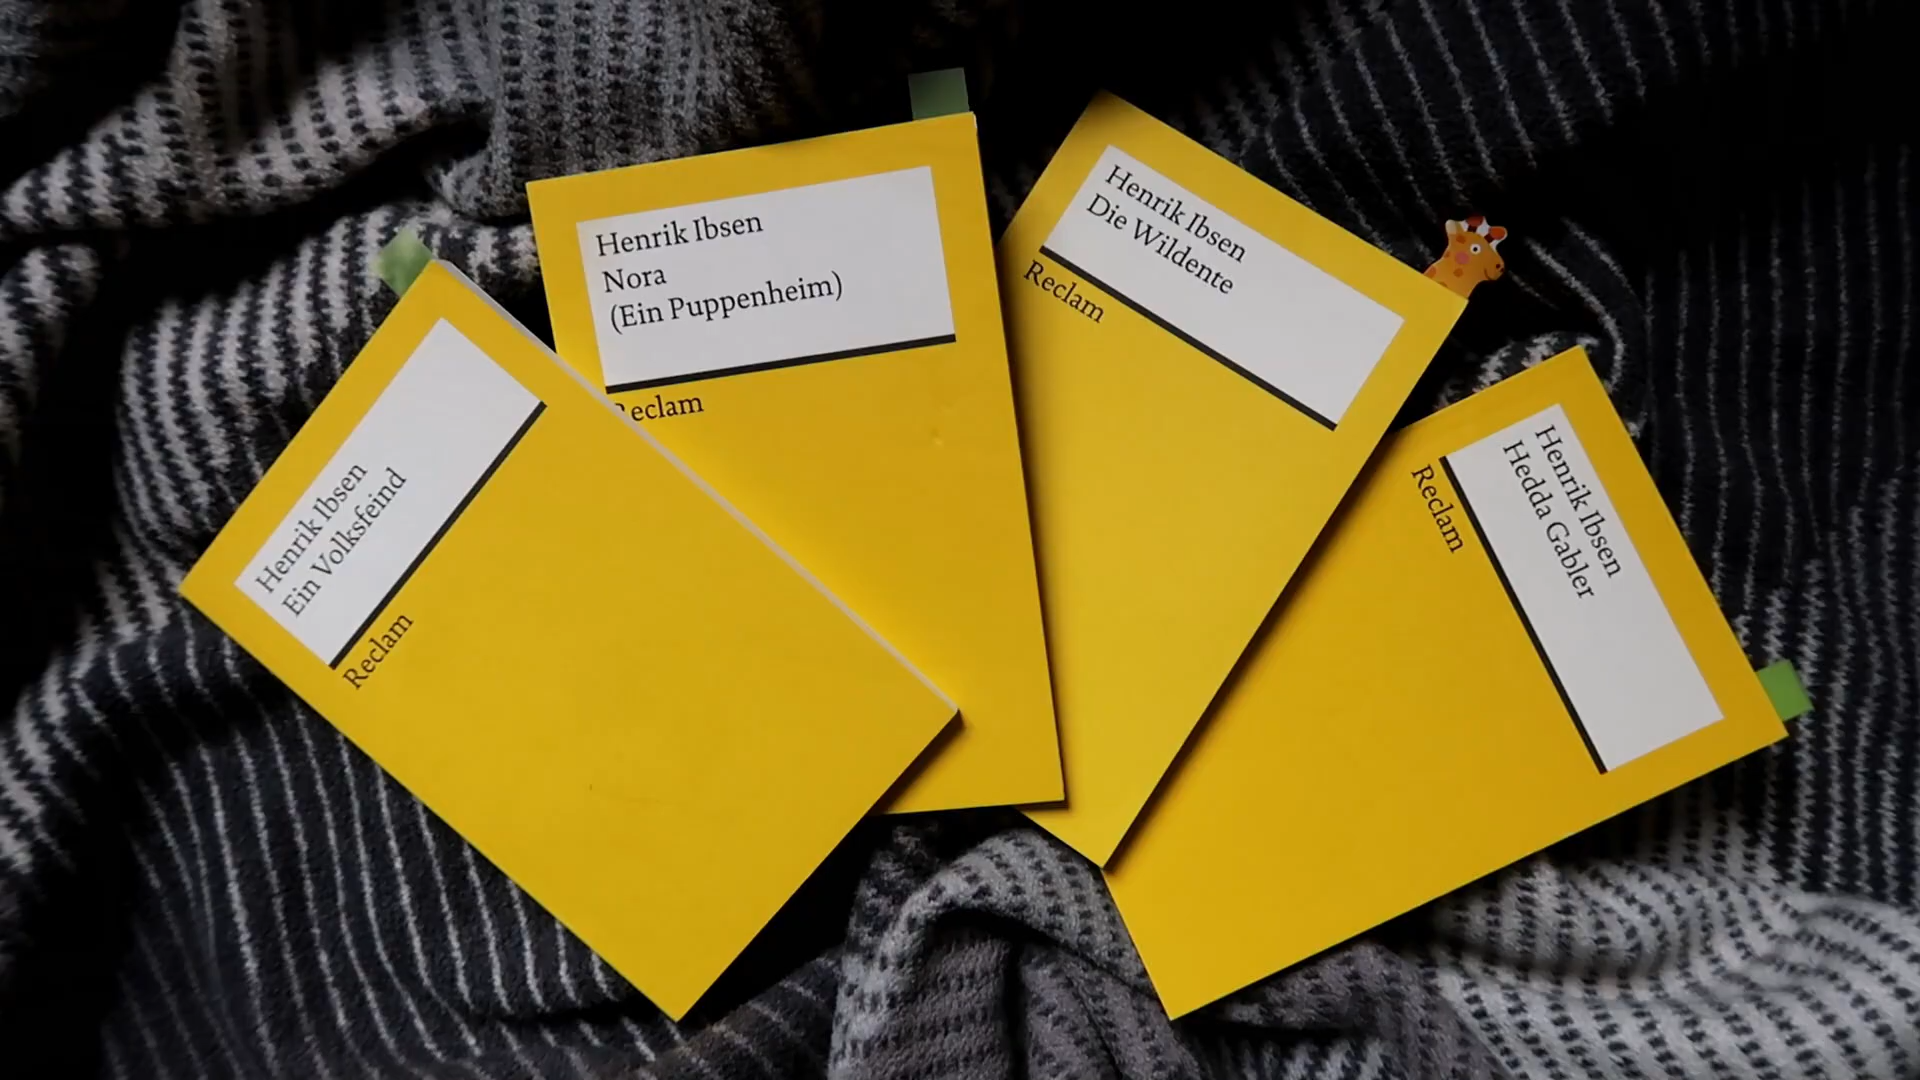 Henrik Ibsen
Ein Volksfeind
Reclam
Henrik Ibsen
Nora
(Ein Puppenheim)
Reclam
Henrik Ibsen
Die Wildente
Reclam
Henrik Ibsen
Hedda Gabler
Reclam